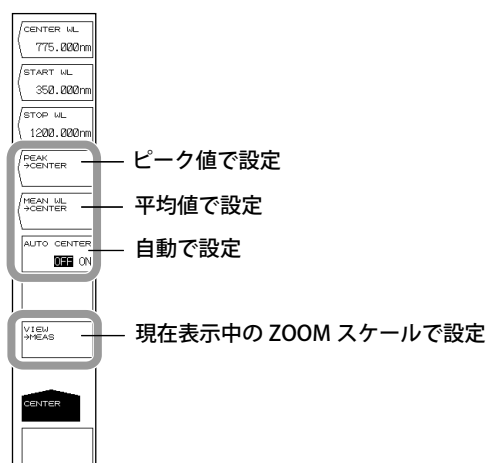 CENTER WL
775.000nm
START WL
350.000nm
STOP WL
1200.000nm
PEAK
→CENTER
ピーク値で設定
MEAN WL
→CENTER
平均値で設定
AUTO CENTER
OFF ON
自動で設定
VIEW
→MEAS
現在表示中の ZOOM スケールで設定
CENTER